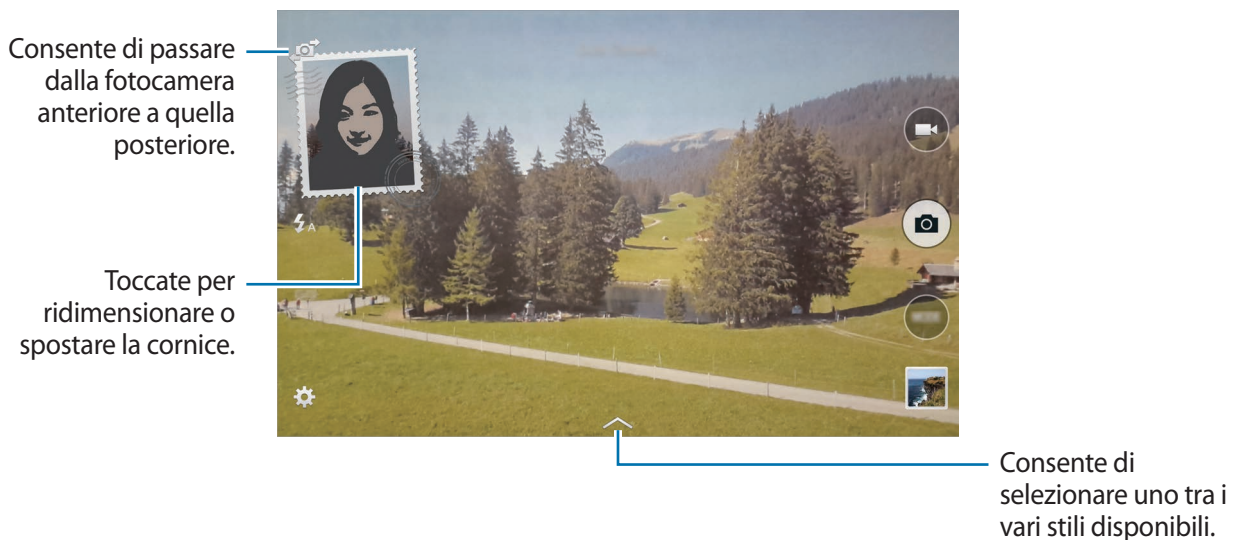 Consente di passare
dalla fotocamera
anteriore a quella
posteriore.
A
Toccate per
ridimensionare o
spostare la cornice.
Consente di
selezionare uno tra i
vari stili disponibili.